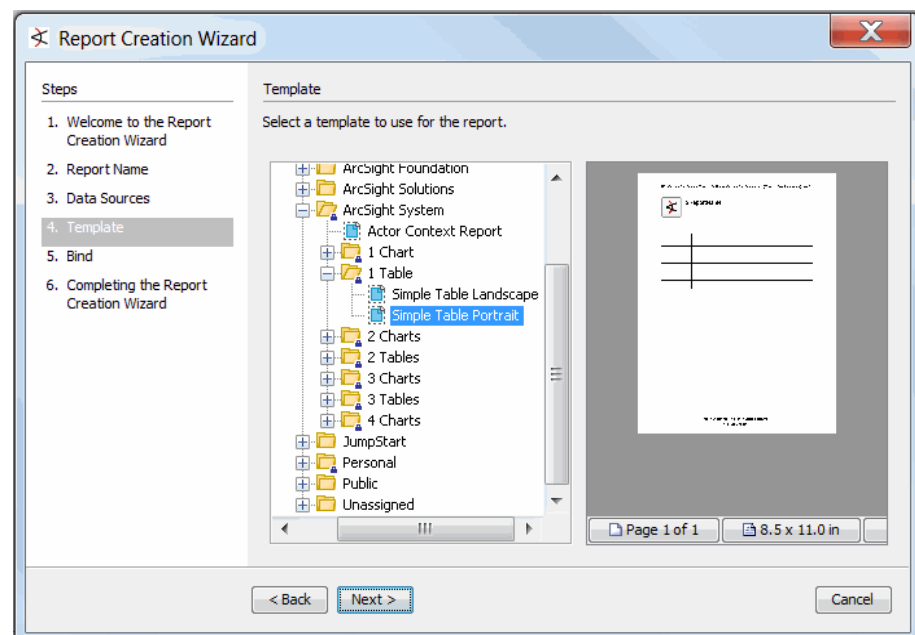 Report Creation Wizard
Steps
1. Welcome to the Report
Creation Wizard
2. Report Name
3. Data Sources
4. Template
5. Bind
6. Completing the Report
Creation Wizard
Template
Select a template to use for the report.
ArcSight Foundation
ArcSight Solutions
ArcSight System
Actor Context Report
1 Chart
1 Table
Simple Table Landscape
Simple Table Portrait
2 Charts
2 Tables
3 Charts
3 Tables
4 Charts
JumpStart
Personal
Public
Unassigned
Page 1 of 1
8.5 x 11.0 in
< Back
Next >
Cancel